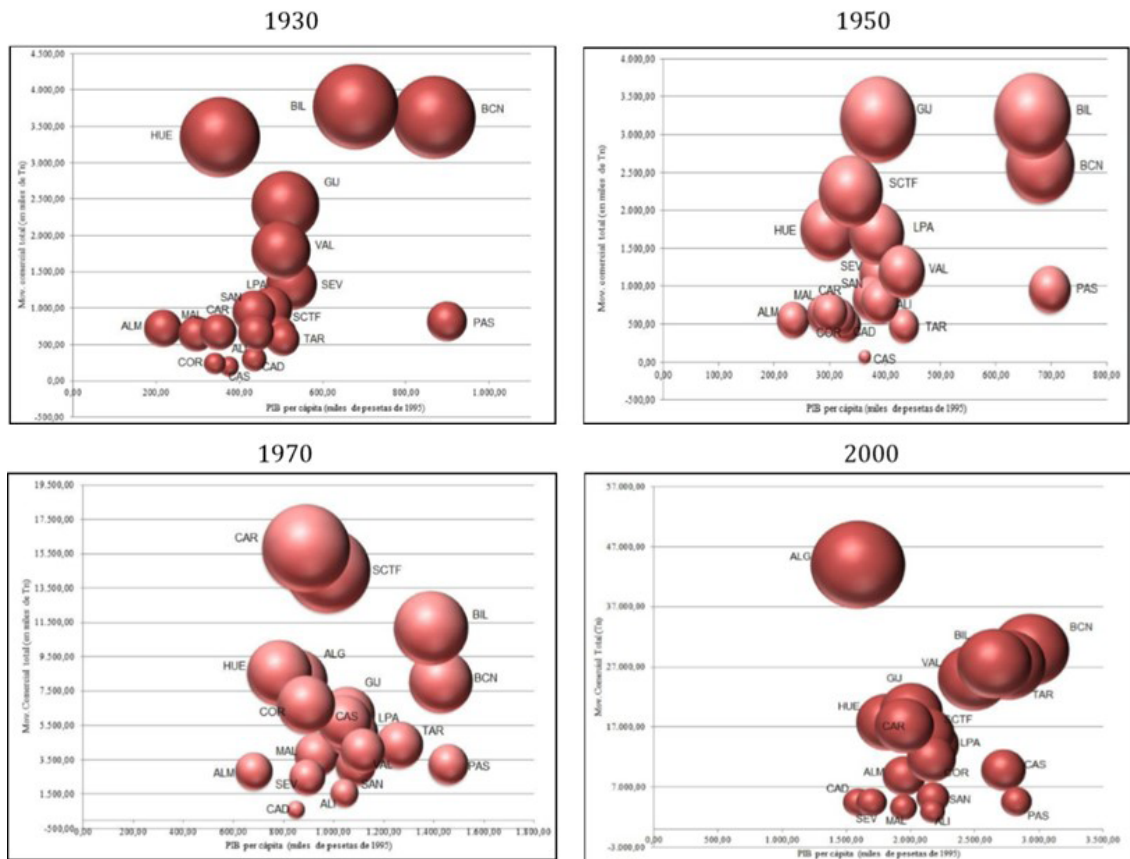 1930
1950
4.500,00
4.000,00
3.500,00
3.000,00
2.500,00
2.000,00
1.500,00
1.000,00
500,00
0,00
-500,00
Mov. comercial total (en miles de Tn)
BIL
BCN
HUE
GIJ
VAL
LPA
SEV
SAN
CAR
MAL
ALM
SCTF
PAS
ALI
TAR
COR
CAD
CAS
0,00 200,00 400,00 600,00 800,00 1.000,00
PIB per cápita (miles de pesetas de 1995)
4.000,00
3.500,00
3.000,00
2.500,00
2.000,00
1.500,00
1.000,00
500,00
0,00
-500,00
Mov. comercial total (en miles de Tn)
GIJ
BIL
BCN
SCTF
HUE
LPA
SEV
VAL
SAN
MAL
CAR
ALI
PAS
ALM
COR
CAD
TAR
CAS
0,00 100,00 200,00 300,00 400,00 500,00 600,00 700,00 800,00
PIB per cápita (miles de pesetas de 1995)
1970
2000
19.500,00
17.500,00
15.500,00
13.500,00
11.500,00
9.500,00
7.500,00
5.500,00
3.500,00
1.500,00
-500,00
Mov. Comercial total (en miles de Tn)
CAR
SCTF
BIL
HUE
ALG
BCN
GIJ
COR
CAS
LPA
TAR
MAL
VAL
ALM
PAS
SEV
SAN
ALI
CAD
0,00 200,00 400,00 600,00 800,00 1.000,00 1.200,00 1.400,00 1.600,00 1.800,00
PIB per cápita (miles de pesetas de 1995)
57.000,00
47.000,00
37.000,00
27.000,00
17.000,00
7.000,00
-3.000,00
Mov. Comercial Total (Tn)
ALG
BCN
BIL
VAL
TAR
GIJ
HUE
CAR
SCTF
LPA
ALM
COR
CAS
CAD
SEV
MAL
SAN
ALI
PAS
0,00 500,00 1.000,00 1.500,00 2.000,00 2.500,00 3.000,00 3.500,00
PIB per cápita (miles de pesetas de 1995)